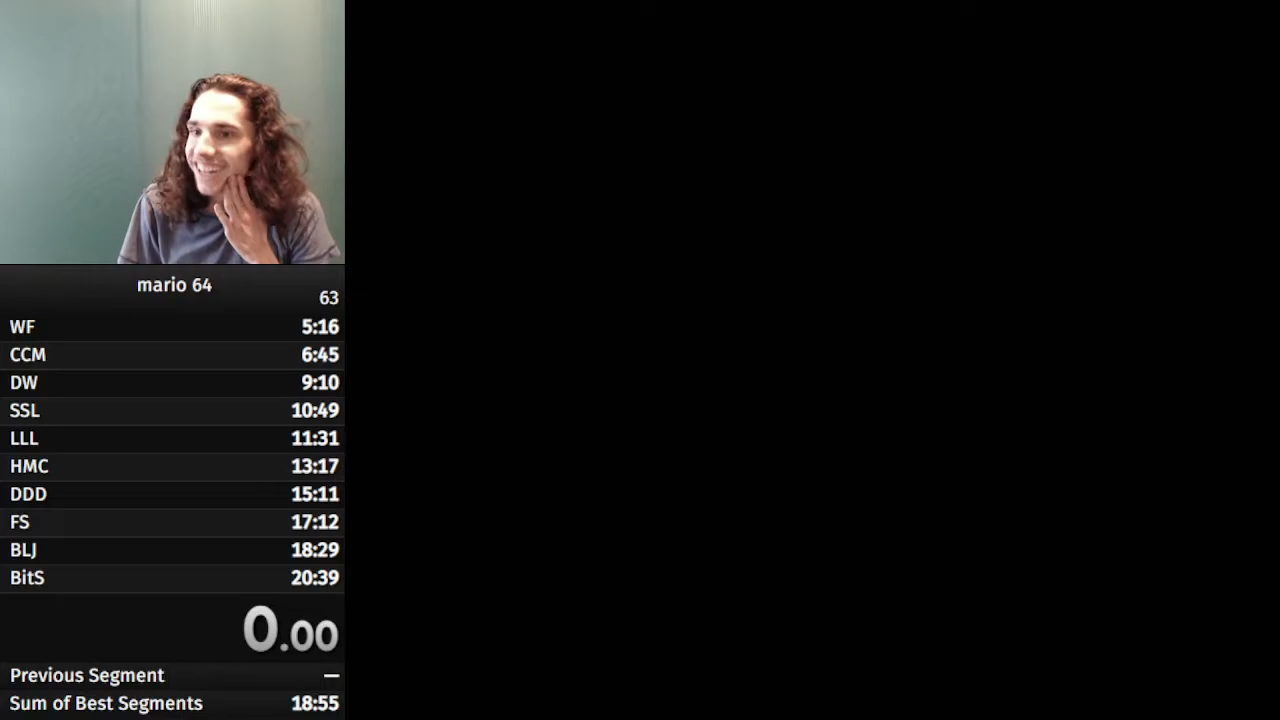 mario 64
63
WF 5:16
CCM 6:45
DW 9:10
SSL 10:49
LLL 11:31
HMC 13:17
DDD 15:11
FS 17:12
BLJ 18:29
BitS 20:39
0.00
Previous Segment —
Sum of Best Segments 18:55